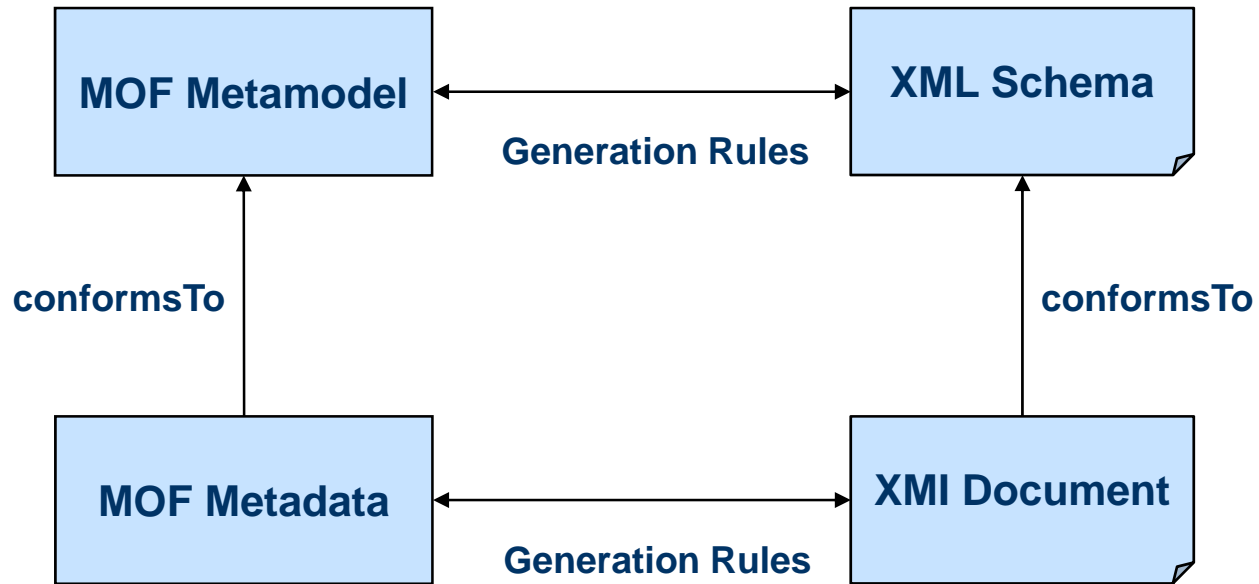 MOF Metamodel
XML Schema
Generation Rules
conformsTo
conformsTo
MOF Metadata
XMI Document
Generation Rules